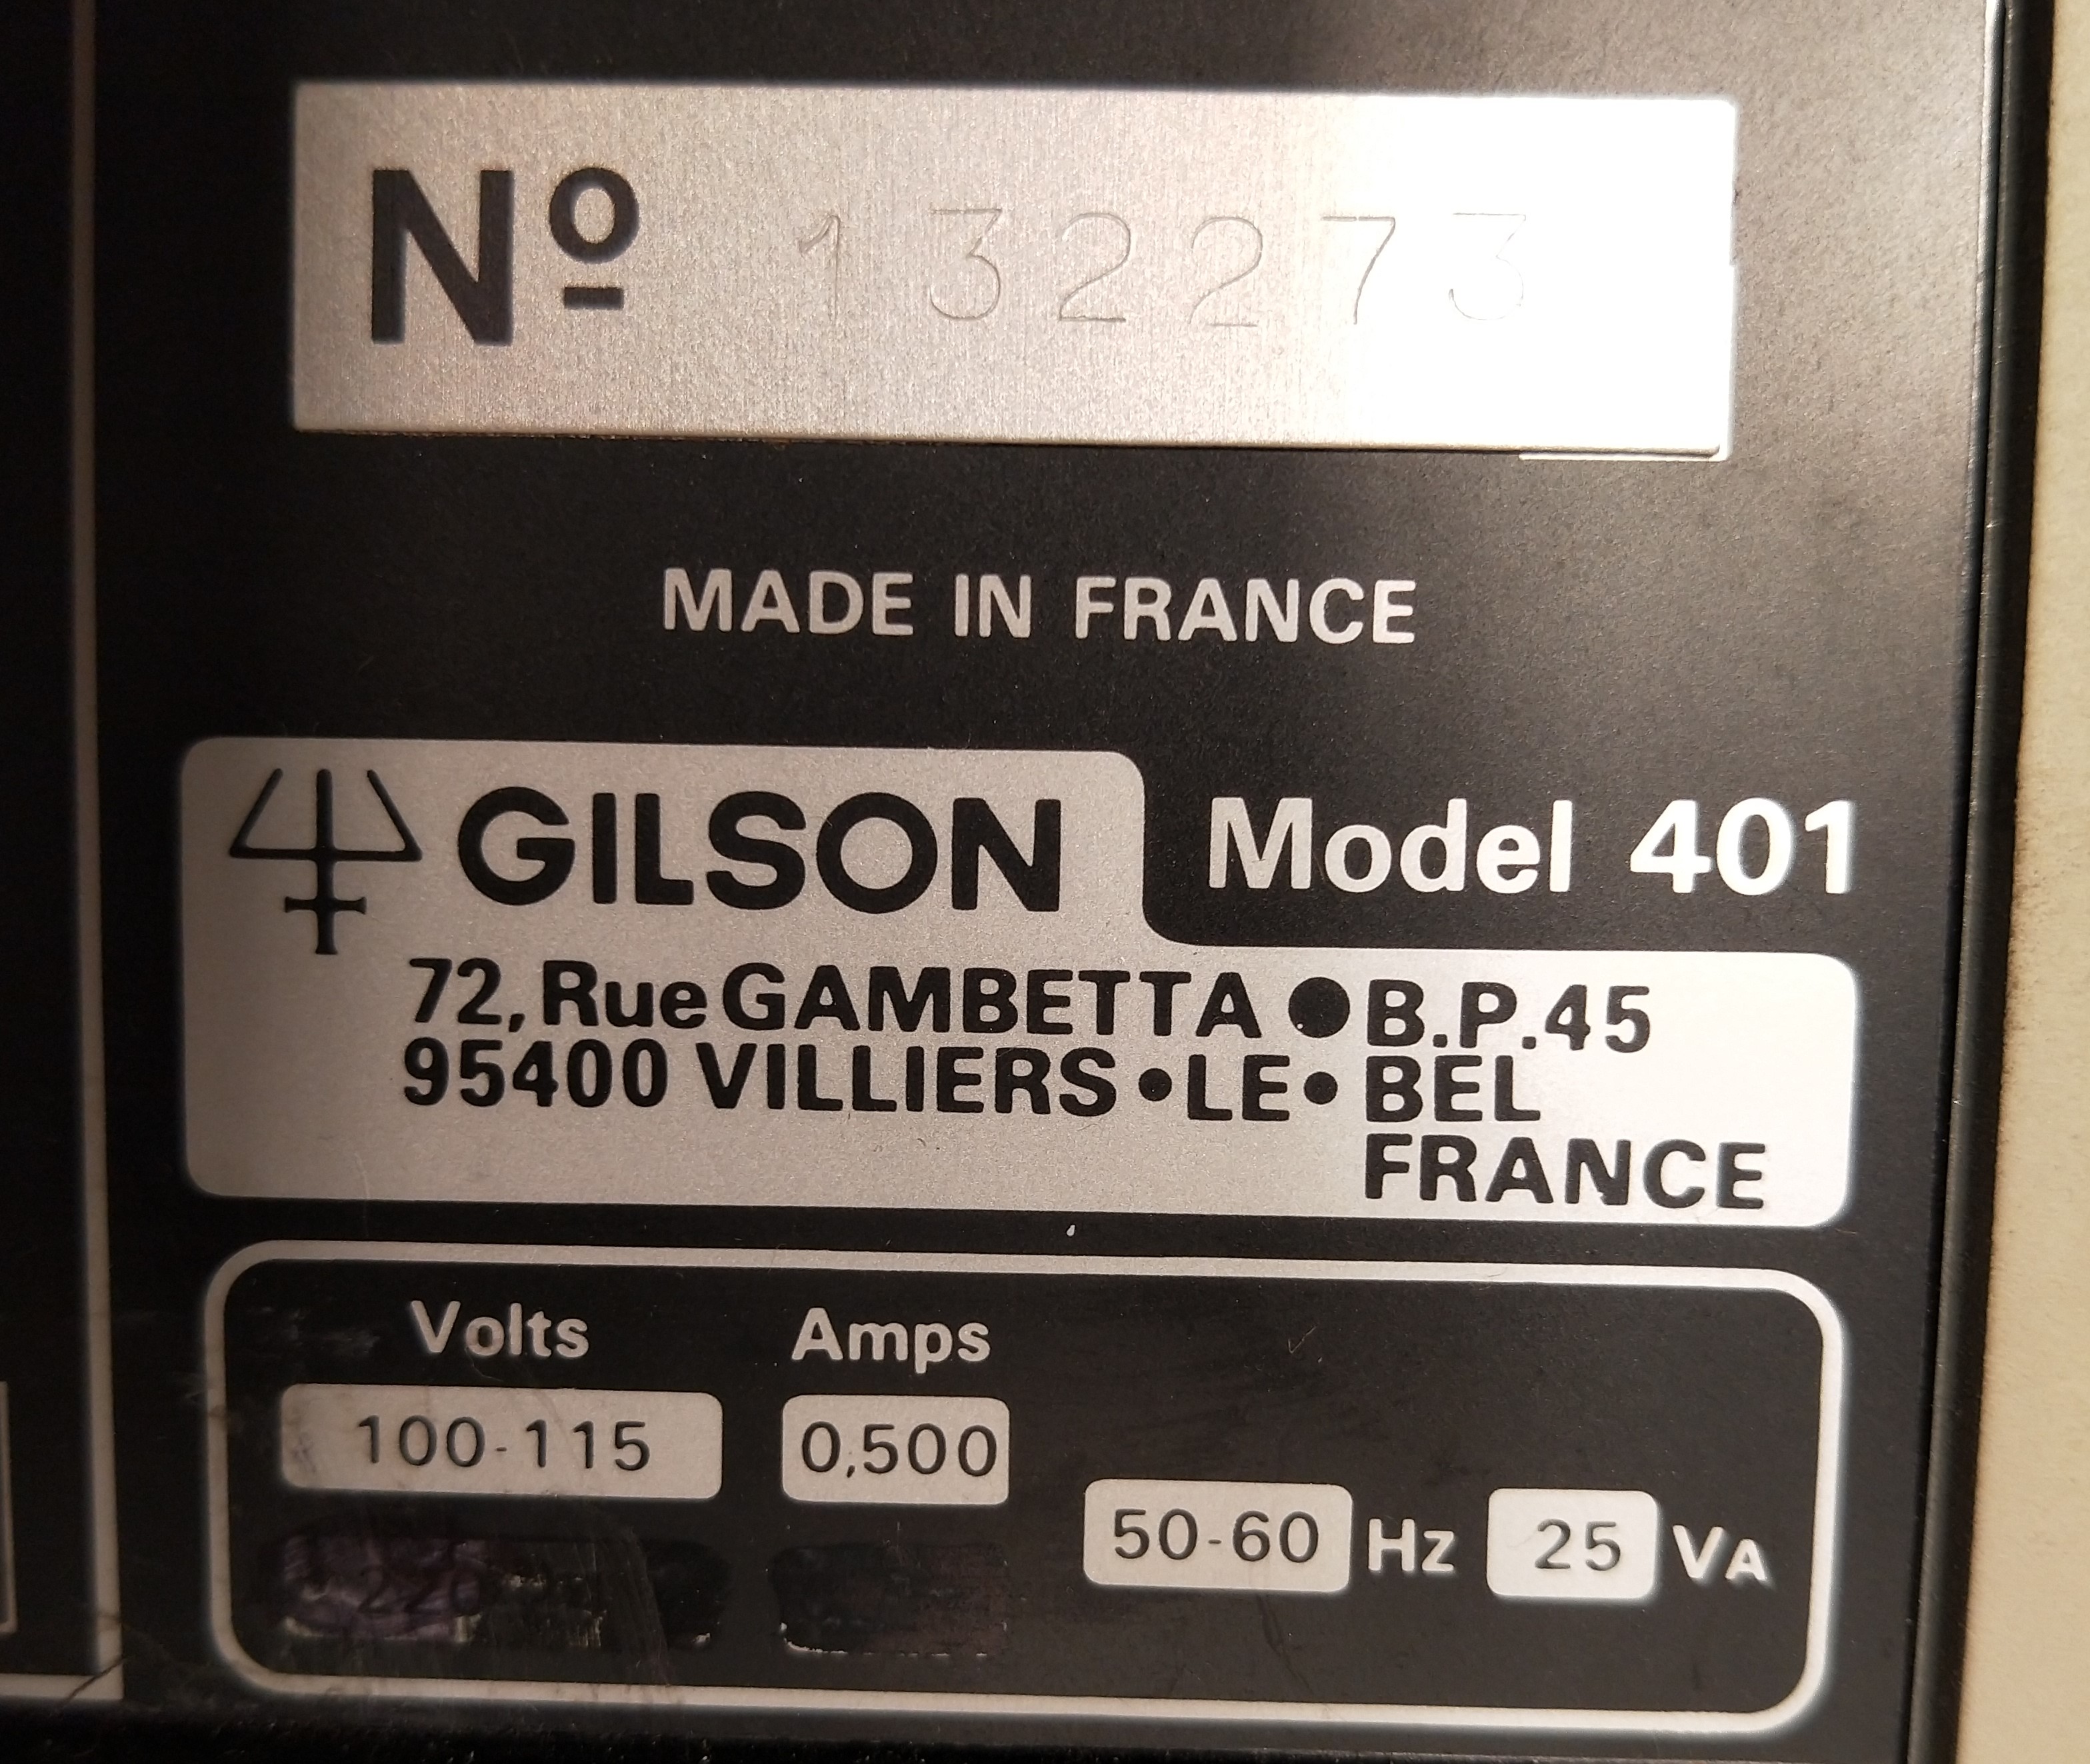 Nº 132273
MADE IN FRANCE
GILSON Model 401
72, Rue GAMBETTA ● B.P.45
95400 VILLIERS • LE • BEL
FRANCE
Volts Amps
100-115 0,500
50-60 Hz 25 VA